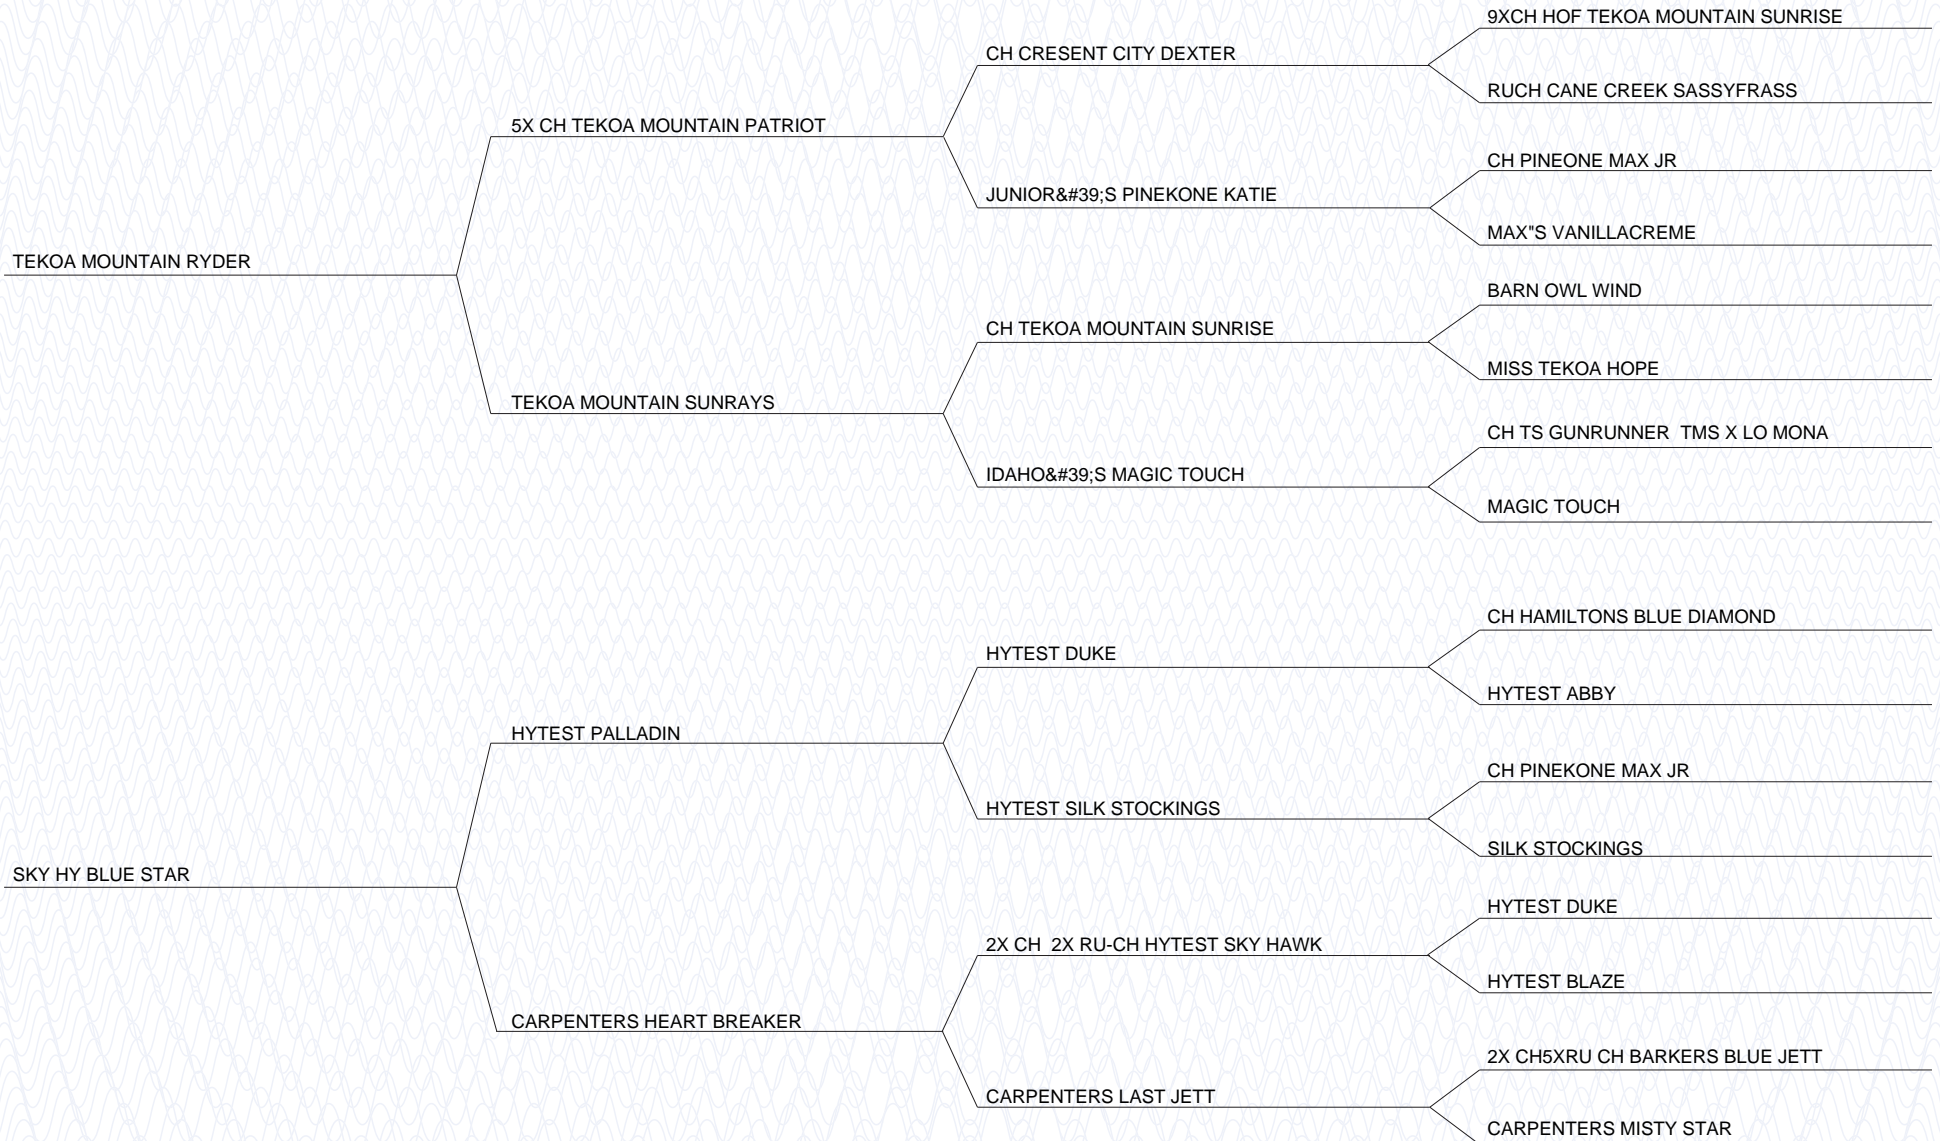 9XCH HOF TEKOA MOUNTAIN SUNRISE
CH CRESENT CITY DEXTER
RUCH CANE CREEK SASSYFRASS
5X CH TEKOA MOUNTAIN PATRIOT
CH PINEONE MAX JR
JUNIOR&#39;S PINEKONE KATIE
MAX"S VANILLACREME
TEKOA MOUNTAIN RYDER
BARN OWL WIND
CH TEKOA MOUNTAIN SUNRISE
MISS TEKOA HOPE
TEKOA MOUNTAIN SUNRAYS
CH TS GUNRUNNER  TMS X LO MONA
IDAHO&#39;S MAGIC TOUCH
MAGIC TOUCH
CH HAMILTONS BLUE DIAMOND
HYTEST DUKE
HYTEST ABBY
HYTEST PALLADIN
CH PINEKONE MAX JR
HYTEST SILK STOCKINGS
SILK STOCKINGS
SKY HY BLUE STAR
HYTEST DUKE
2X CH  2X RU-CH HYTEST SKY HAWK
HYTEST BLAZE
CARPENTERS HEART BREAKER
2X CH5XRU CH BARKERS BLUE JETT
CARPENTERS LAST JETT
CARPENTERS MISTY STAR